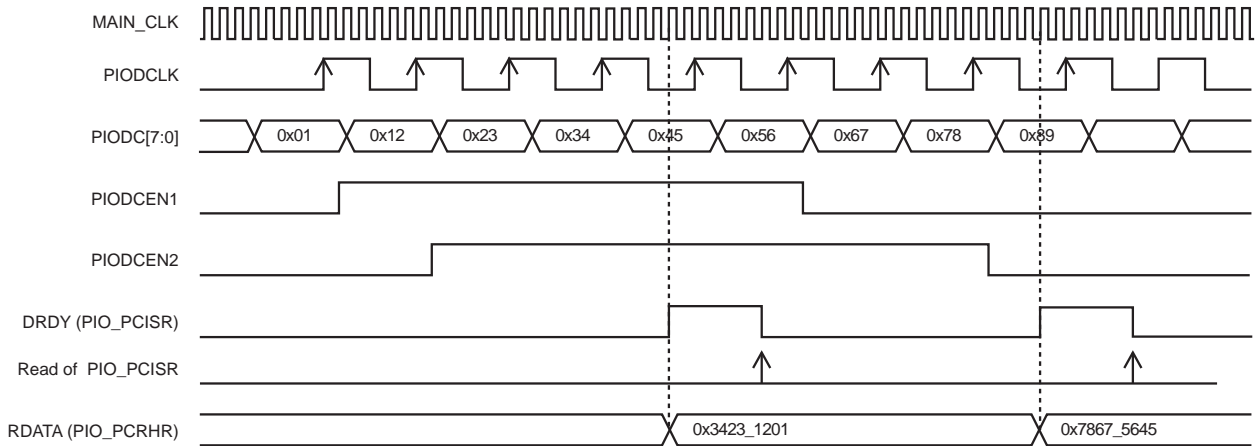 MAIN_CLK
PIODCLK
PIODC[7:0] 0x01 0x12 0x23 0x34 0x45 0x56 0x67 0x78 0x89
PIODCEN1
PIODCEN2
DRDY (PIO_PCISR)
Read of PIO_PCISR
RDATA (PIO_PCRHR) 0x3423_1201 0x7867_5645